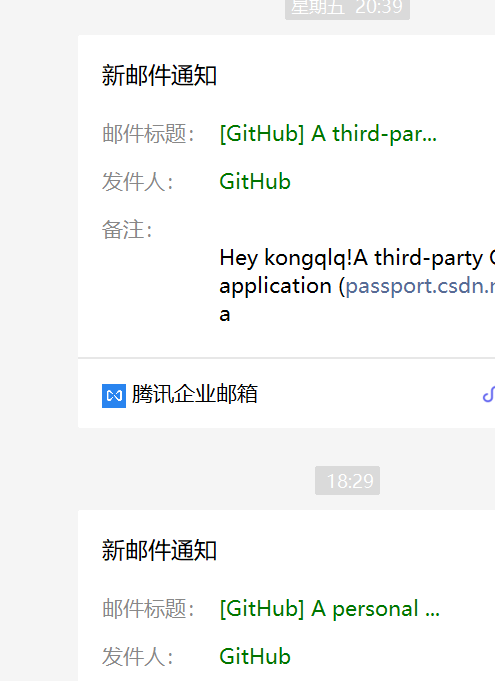 星期五 20:39
新邮件通知
邮件标题: [GitHub] A third-par...
发件人: GitHub
备注:
Hey kongqlq!A third-party
application (passport.csdn.
a
腾讯企业邮箱
18:29
新邮件通知
邮件标题: [GitHub] A personal ...
发件人: GitHub